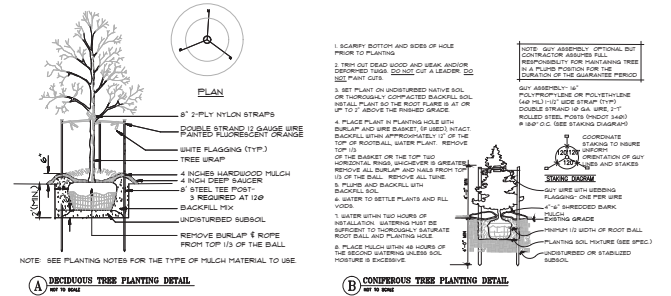 PLAN
8" 2-PLY NYLON STRAPS
DOUBLE STRAND 12 GAUGE WIRE
PAINTED FLUORESCENT ORANGE
WHITE FLAGGING (TYP.)
TREE WRAP
4 INCHES HARDWOOD MULCH
4 INCH DEEP SAUCER
8' STEEL TEE POST-
3 REQUIRED AT 120
BACKFILL MIX
UNDISTURBED SUBSOIL
REMOVE BURLAP & ROPE
FROM TOP 1/3 OF THE BALL
6"
2'(MIN.)
NOTE: SEE PLANTING NOTES FOR THE TYPE OF MULCH MATERIAL TO USE.
A DECIDUOUS TREE PLANTING DETAIL
NOT TO SCALE
1. SCARIFY BOTTOM AND SIDES OF HOLE
PRIOR TO PLANTING
2. TRIM OUT DEAD WOOD AND WEAK AND/OR
DEFORMED TWIGS. DO NOT CUT A LEADER. DO
NOT PAINT CUTS.
3. SET PLANT ON UNDISTURBED NATIVE SOIL
OR THOROUGHLY COMPACTED BACKFILL SOIL.
INSTALL PLANT SO THE ROOT FLARE IS AT OR
UP TO 2" ABOVE THE FINISHED GRADE.
4. PLACE PLANT IN PLANTING HOLE WITH
BURLAP AND WIRE BASKET, (IF USED), INTACT.
BACKFILL WITHIN APPROXIMATELY 12" OF THE
TOP OF ROOTBALL, WATER PLANT. REMOVE
TOP 1/3
OF THE BASKET OR THE TOP TWO
HORIZONTAL RINGS, WHICHEVER IS GREATER.
REMOVE ALL BURLAP AND NAILS FROM TOP
1/3 OF THE BALL. REMOVE ALL TWINE.
5. PLUMB AND BACKFILL WITH
BACKFILL SOIL.
6. WATER TO SETTLE PLANTS AND FILL
VOIDS.
7. WATER WITHIN TWO HOURS OF
INSTALLATION. WATERING MUST BE
SUFFICIENT TO THOROUGHLY SATURATE
ROOT BALL AND PLANTING HOLE.
8. PLACE MULCH WITHIN 48 HOURS OF
THE SECOND WATERING UNLESS SOIL
MOISTURE IS EXCESSIVE.
NOTE: GUY ASSEMBLY OPTIONAL BUT
CONTRACTOR ASSUMES FULL
RESPONSIBILITY FOR MAINTAINING TREE
IN A PLUMB POSITION FOR THE
DURATION OF THE GUARANTEE PERIOD
GUY ASSEMBLY- 16"
POLYPROPYLENE OR POLYETHYLENE
(40 MIL) 1-1/2" WIDE STRAP (TYP)
DOUBLE STRAND 10 GA. WIRE, 2-7'
ROLLED STEEL POSTS (MNDOT 3401)
@ 180° O.C. (SEE STAKING DIAGRAM)
COORDINATE
STAKING TO INSURE
UNIFORM
ORIENTATION OF GUY
LINES AND STAKES
120
120
120
STAKING DIAGRAM
GUY WIRE WITH WEBBING
FLAGGING- ONE PER WIRE
4"-6" SHREDDED BARK
MULCH
EXISTING GRADE
MINIMUM 1/2 WIDTH OF ROOT BALL
PLANTING SOIL MIXTURE (SEE SPEC.)
UNDISTURBED OR STABILIZED
SUBSOIL
B CONIFEROUS TREE PLANTING DETAIL
NOT TO SCALE